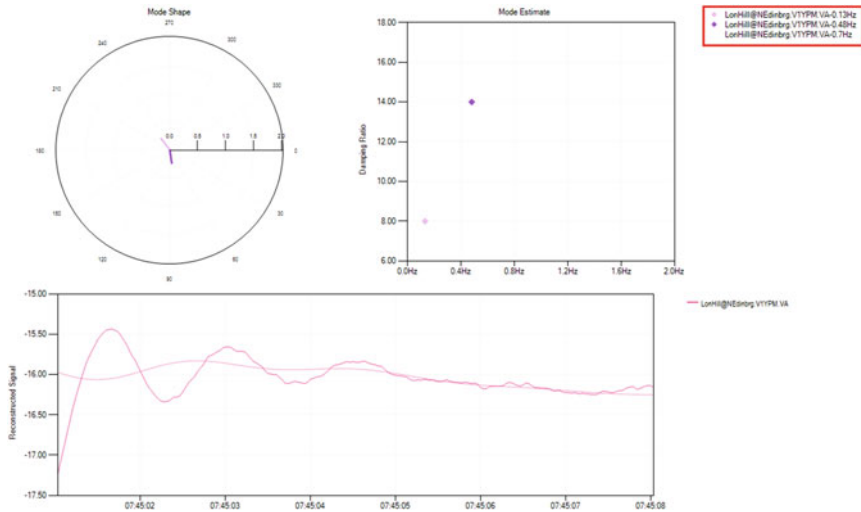 Mode Shape
270
240
300
210
330
180
0.0 0.5 1.0 1.5 2.0
0
150
30
120
60
90
Mode Estimate
Damping Ratio
18.00
16.00
14.00
12.00
10.00
8.00
6.00
0.0Hz 0.4Hz 0.8Hz 1.2Hz 1.6Hz 2.0Hz
LonHill@NEdinbrg.V1YPM.VA-0.13Hz
LonHill@NEdinbrg.V1YPM.VA-0.48Hz
LonHill@NEdinbrg.V1YPM.VA-0.7Hz
Reconstructed Signal
-15.00
-15.50
-16.00
-16.50
-17.00
-17.50
07:45:02 07:45:03 07:45:04 07:45:05 07:45:06 07:45:07 07:45:08
LonHill@NEdinbrg.V1YPM.VA